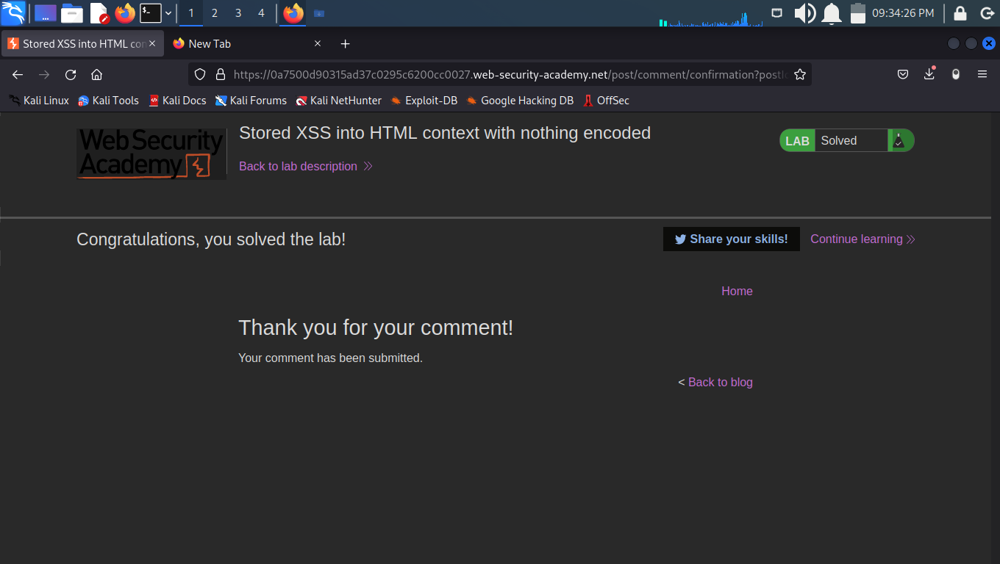 1 2 3 4 09:34:26 PM
Stored XSS into HTML con New Tab
https://0a7500d90315ad37c0295c6200cc0027.web-security-academy.net/post/comment/confirmation?postI
Kali Linux Kali Tools Kali Docs Kali Forums Kali NetHunter Exploit-DB Google Hacking DB OffSec
Web Security
Academy
Stored XSS into HTML context with nothing encoded
Back to lab description
LAB Solved
Congratulations, you solved the lab!
Share your skills! Continue learning
Home
Thank you for your comment!
Your comment has been submitted.
< Back to blog